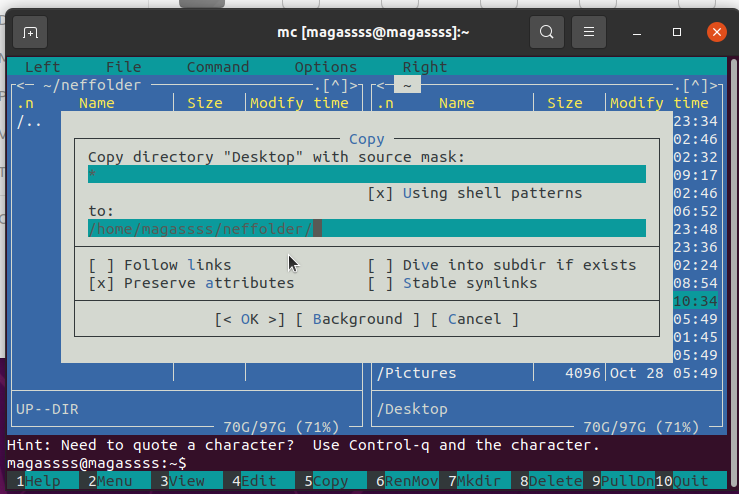 mc [magassss@magassss]:~
Left File Command Options Right
<─ ~/neffolder .[^]> <─ ~ .[^]>
.n Name Size Modify time .n Name Size Modify time
/.. 23:34
02:46
Copy
Copy directory "Desktop" with source mask: 02:32
* 09:17
[x] Using shell patterns 02:46
to: 06:52
/home/magassss/neffolder/ 23:48
23:36
[ ] Follow links [ ] Dive into subdir if exists 02:24
[x] Preserve attributes [ ] Stable symlinks 08:54
10:34
[< OK >] [ Background ] [ Cancel ] 05:49
01:45
05:49
/Pictures 4096 Oct 28 05:49
UP--DIR /Desktop
70G/97G (71%) 70G/97G (71%)
Hint: Need to quote a character? Use Control-q and the character.
magassss@magassss:~$
1Help 2Menu 3View 4Edit 5Copy 6RenMov 7Mkdir 8Delete 9PullDn 10Quit